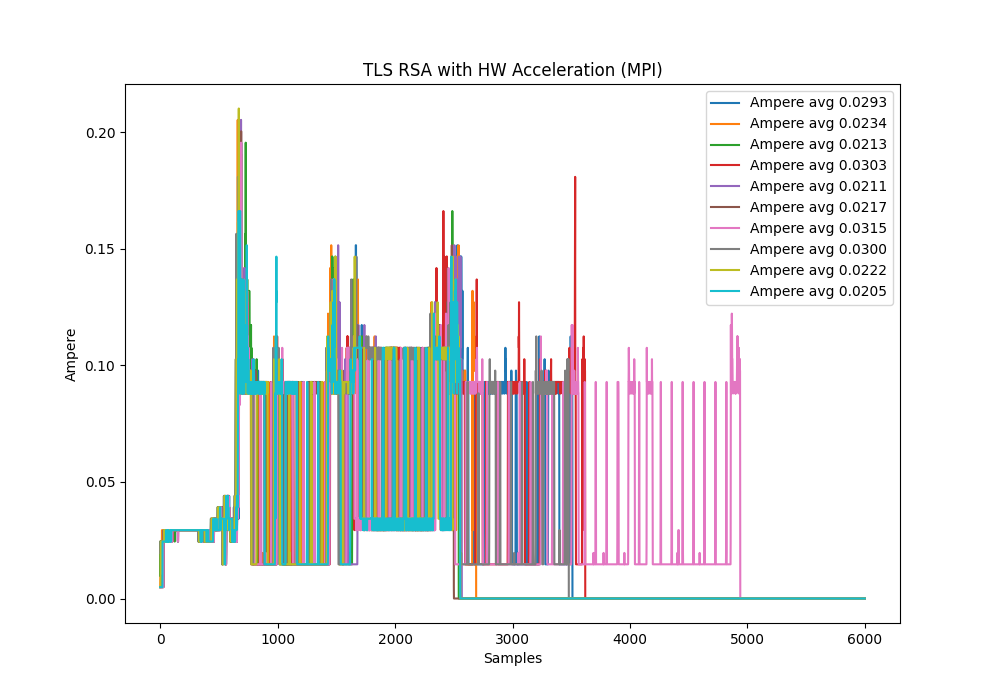 TLS RSA with HW Acceleration (MPI)
Ampere avg 0.0293
Ampere avg 0.0234
Ampere avg 0.0213
Ampere avg 0.0303
Ampere avg 0.0211
Ampere avg 0.0217
Ampere avg 0.0315
Ampere avg 0.0300
Ampere avg 0.0222
Ampere avg 0.0205
0.20
0.15
0.10
0.05
0.00
Ampere
0 1000 2000 3000 4000 5000 6000
Samples